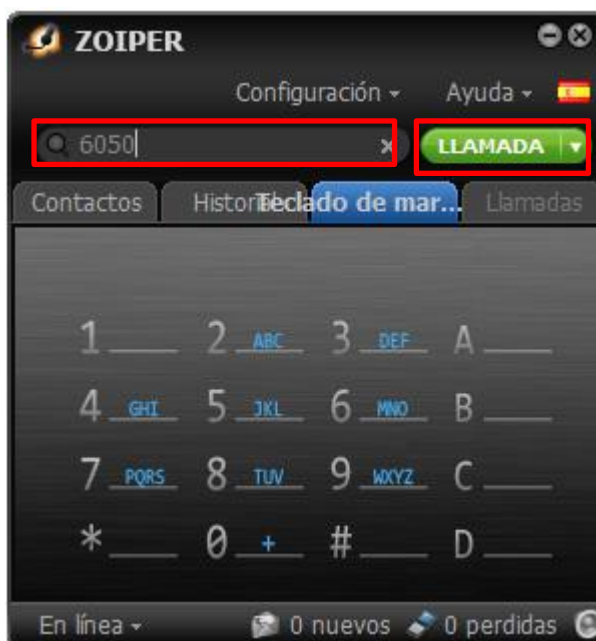 ZOIPER
Configuración Ayuda
6050 LLAMADA
Contactos Historial Teclado de mar... Llamadas
1 2 ABC 3 DEF A
4 GHI 5 JKL 6 MNO B
7 PQRS 8 TUV 9 WXYZ C
* 0 + # D
En línea 0 nuevos 0 perdidas